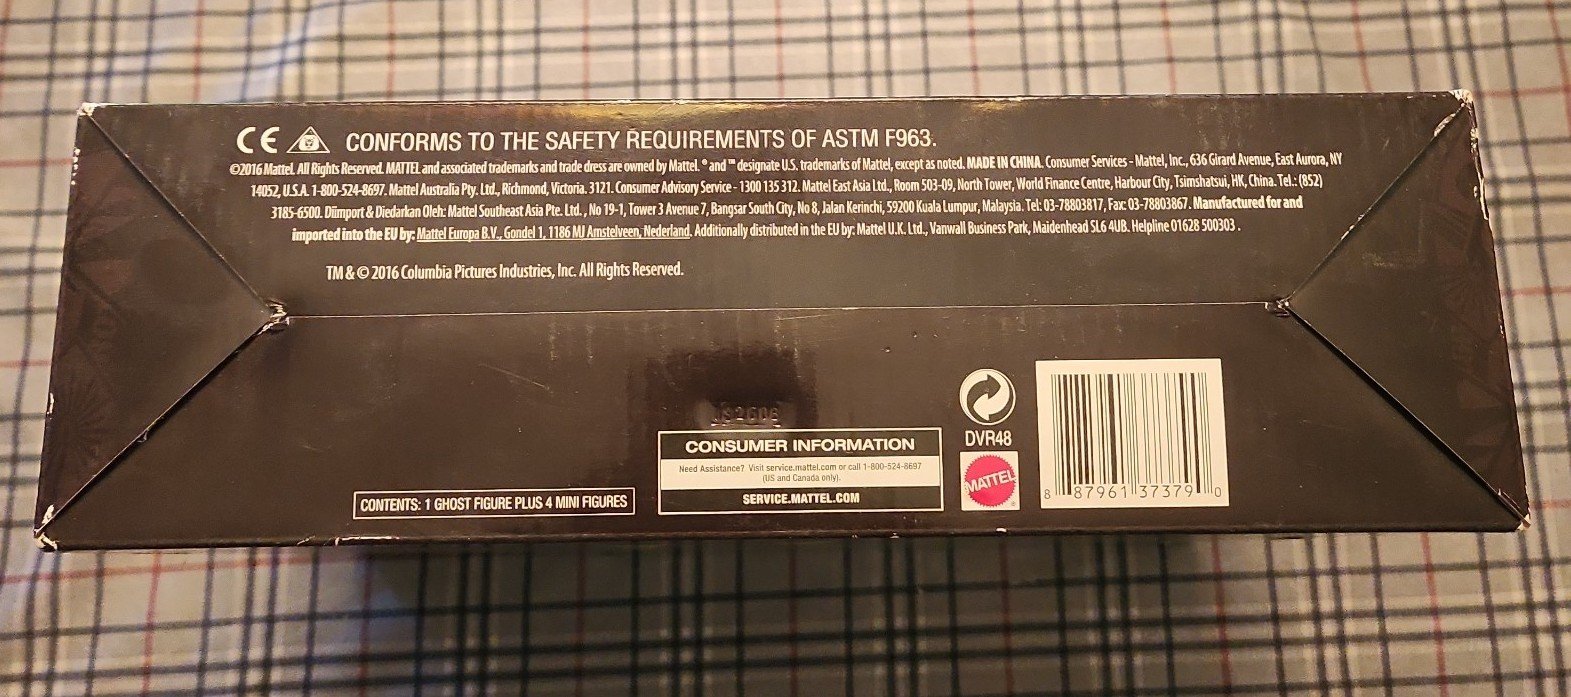 CE CONFORMS TO THE SAFETY REQUIREMENTS OF ASTM F963.
©2016 Mattel. All Rights Reserved. MATTEL and associated trademarks and trade dress are owned by Mattel. ® and ™ designate U.S. trademarks of Mattel, except as noted. MADE IN CHINA. Consumer Services - Mattel, Inc., 636 Girard Avenue, East Aurora, NY
14052, U.S.A. 1-800-524-8697. Mattel Australia Pty. Ltd., Richmond, Victoria. 3121. Consumer Advisory Service - 1300 135 312. Mattel East Asia Ltd., Room 503-09, North Tower, World Finance Centre, Harbour City, Tsimshatsui, HK, China. Tel.: (852)
3185-6500. Diimport & Diedarkan Oleh: Mattel Southeast Asia Pte. Ltd., No 19-1, Tower 3 Avenue 7, Bangsar South City, No 8, Jalan Kerinchi, 59200 Kuala Lumpur, Malaysia. Tel: 03-78803817, Fax: 03-78803867. Manufactured for and
imported into the EU by: Mattel Europa B.V., Gondel 1, 1186 MJ Amstelveen, Nederland. Additionally distributed in the EU by: Mattel U.K. Ltd., Vanwall Business Park, Maidenhead SL6 4UB. Helpline 01628 500303.
TM & © 2016 Columbia Pictures Industries, Inc. All Rights Reserved.
CONTENTS: 1 GHOST FIGURE PLUS 4 MINI FIGURES
CONSUMER INFORMATION
Need Assistance? Visit service.mattel.com or call 1-800-524-8697
(US and Canada only).
SERVICE.MATTEL.COM
DVR48
MATTEL
8 87961 37379 0